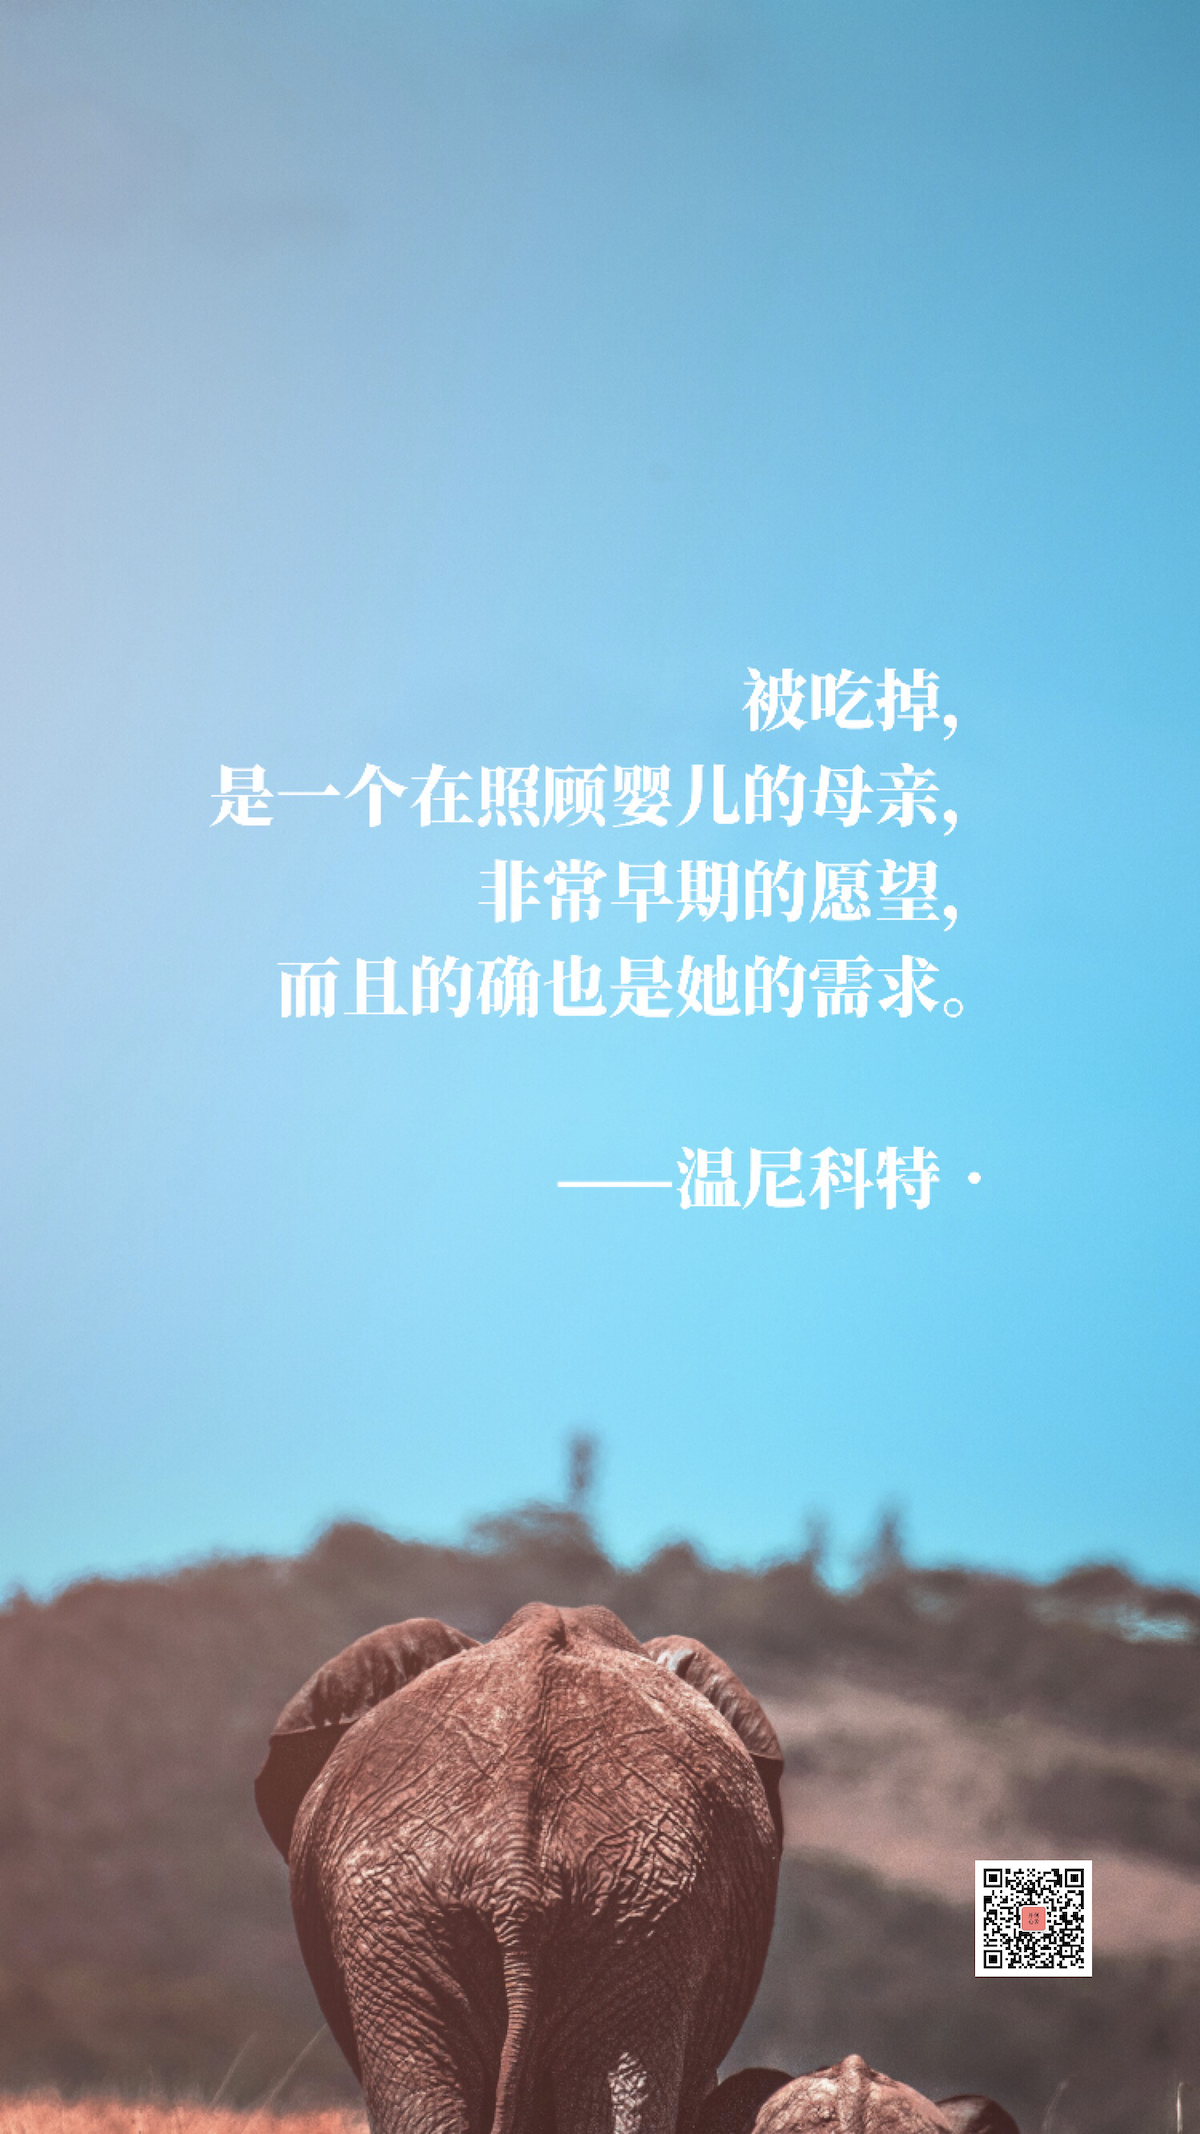 被吃掉，
是一个在照顾婴儿的母亲，
非常早期的愿望，
而且的确也是她的需求。
——温尼科特·